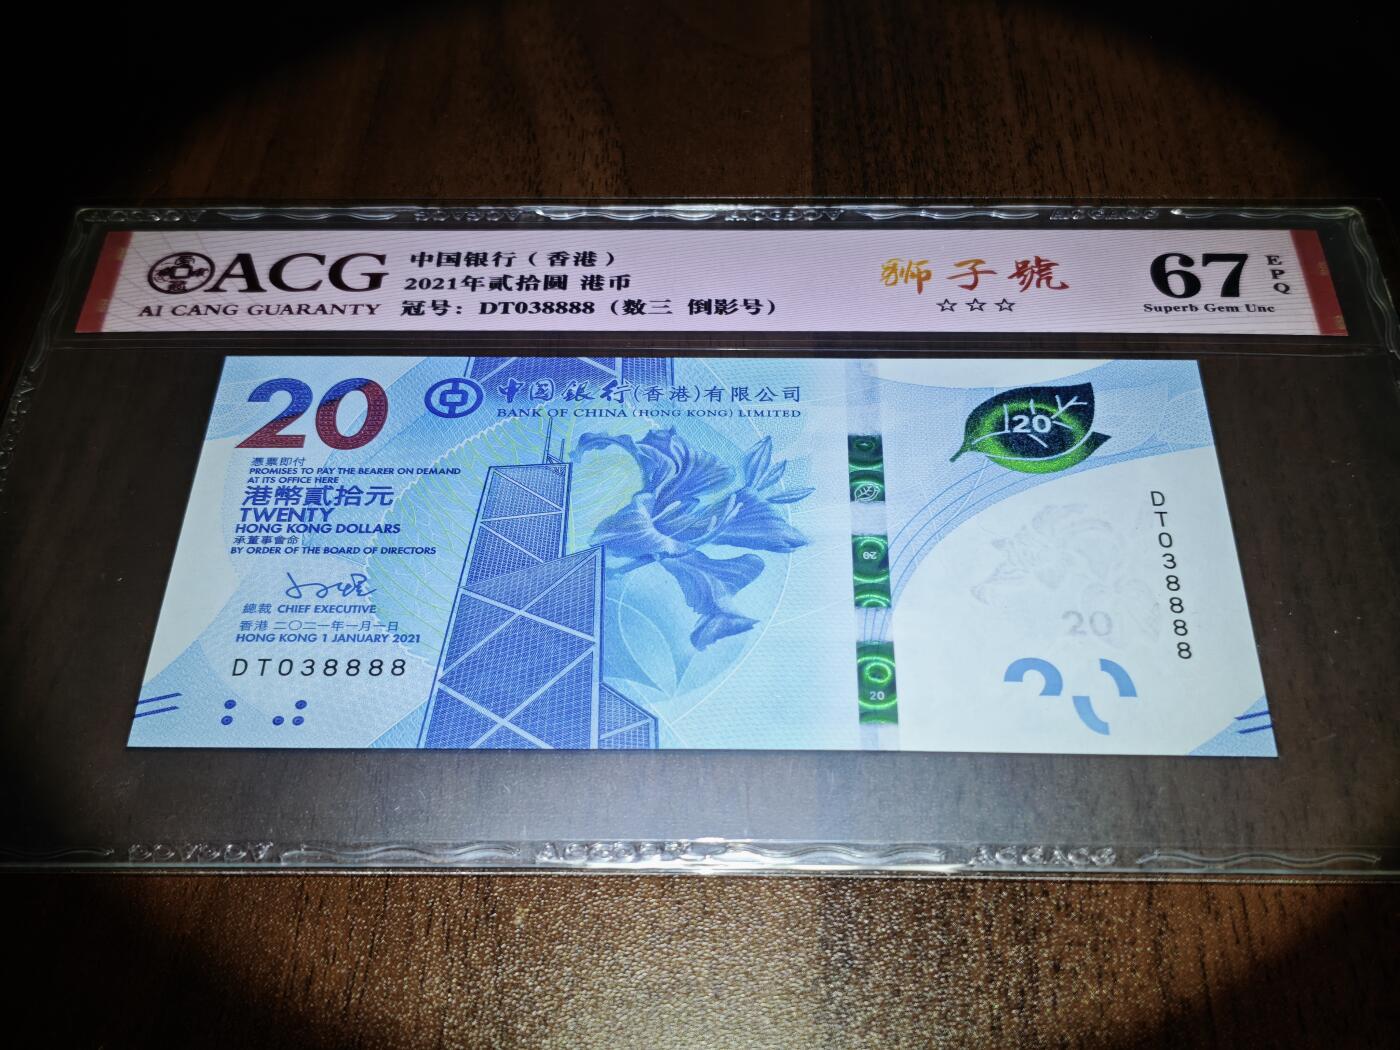 ACG
AI CANG GUARANTY
中国银行（香港）
2021年贰拾圆 港币
冠号: DT038888（数三 倒影号）
獅子號
☆☆☆
67
EPQ
Superb Gem Unc
20
中国银行(香港)有限公司
BANK OF CHINA (HONG KONG) LIMITED
憑票即付
PROMISES TO PAY THE BEARER ON DEMAND
AT ITS OFFICE HERE
港幣貳拾元
TWENTY
HONG KONG DOLLARS
承董事會命
BY ORDER OF THE BOARD OF DIRECTORS
總裁 CHIEF EXECUTIVE
香港 二〇二一年一月一日
HONG KONG 1 JANUARY 2021
DT038888
20
20
20
DT038888
20